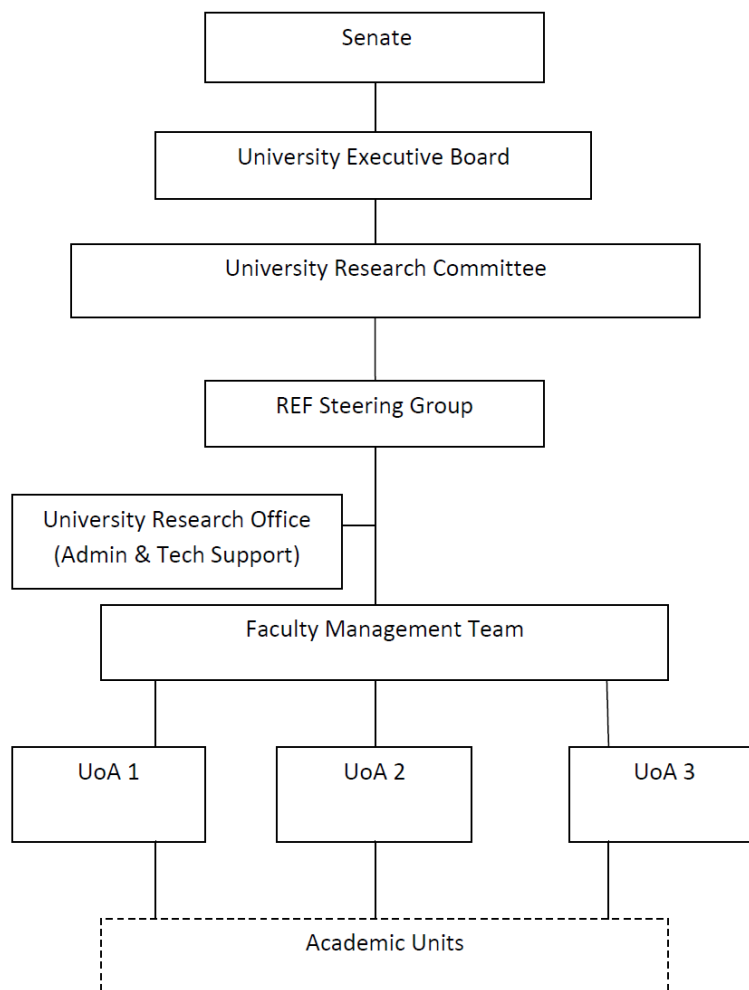 Senate
University Executive Board
University Research Committee
REF Steering Group
University Research Office
(Admin & Tech Support)
Faculty Management Team
UoA 1
UoA 2
UoA 3
Academic Units